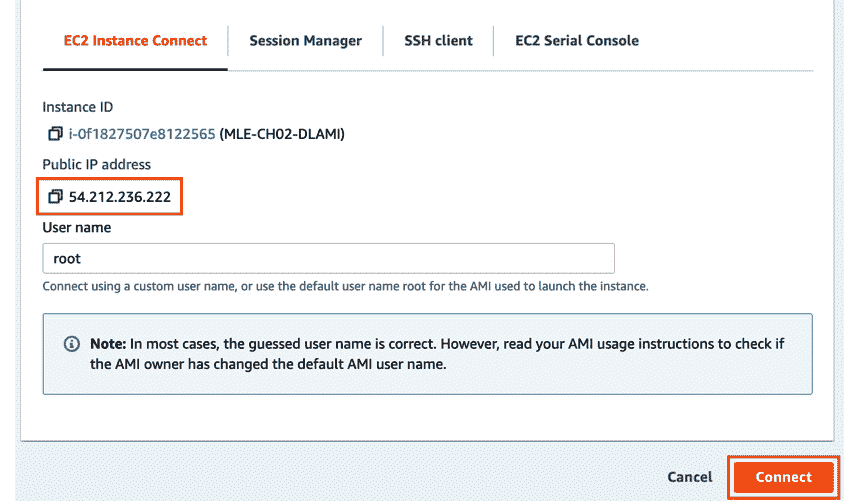 EC2 Instance Connect Session Manager SSH client EC2 Serial Console
Instance ID
i-0f1827507e8122565 (MLE-CH02-DLAMI)
Public IP address
54.212.236.222
User name
root
Connect using a custom user name, or use the default user name root for the AMI used to launch the instance.
Note: In most cases, the guessed user name is correct. However, read your AMI usage instructions to check if
the AMI owner has changed the default AMI user name.
Cancel Connect